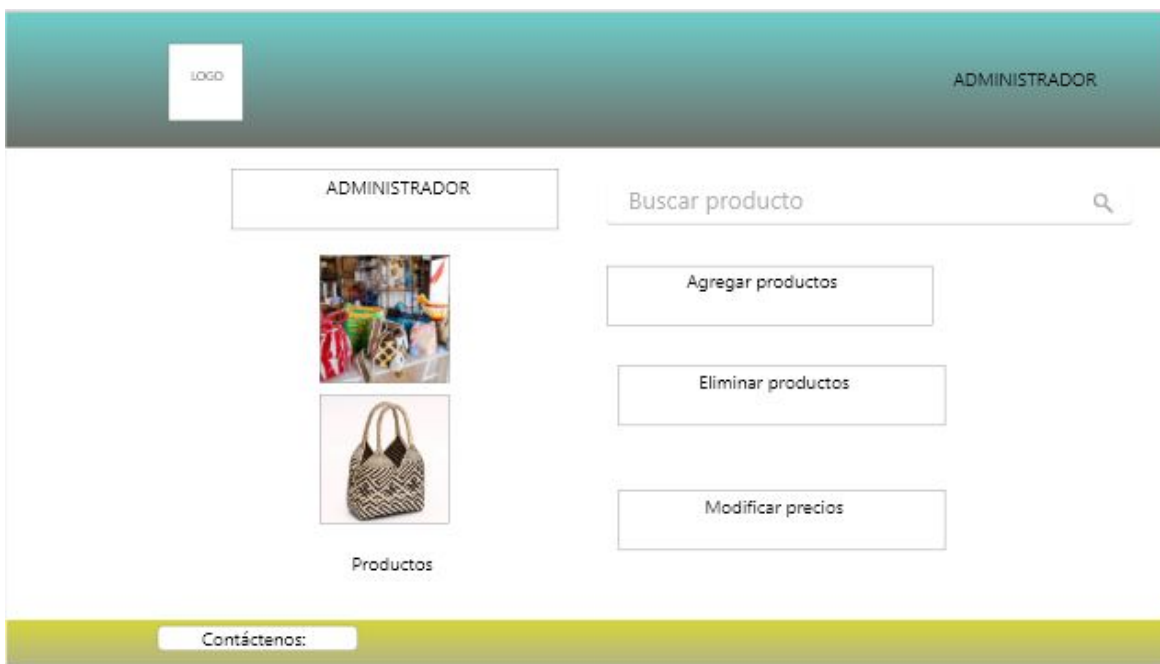 LOGO
ADMINISTRADOR
ADMINISTRADOR
Buscar producto
Agregar productos
Eliminar productos
Modificar precios
Productos
Contáctenos: